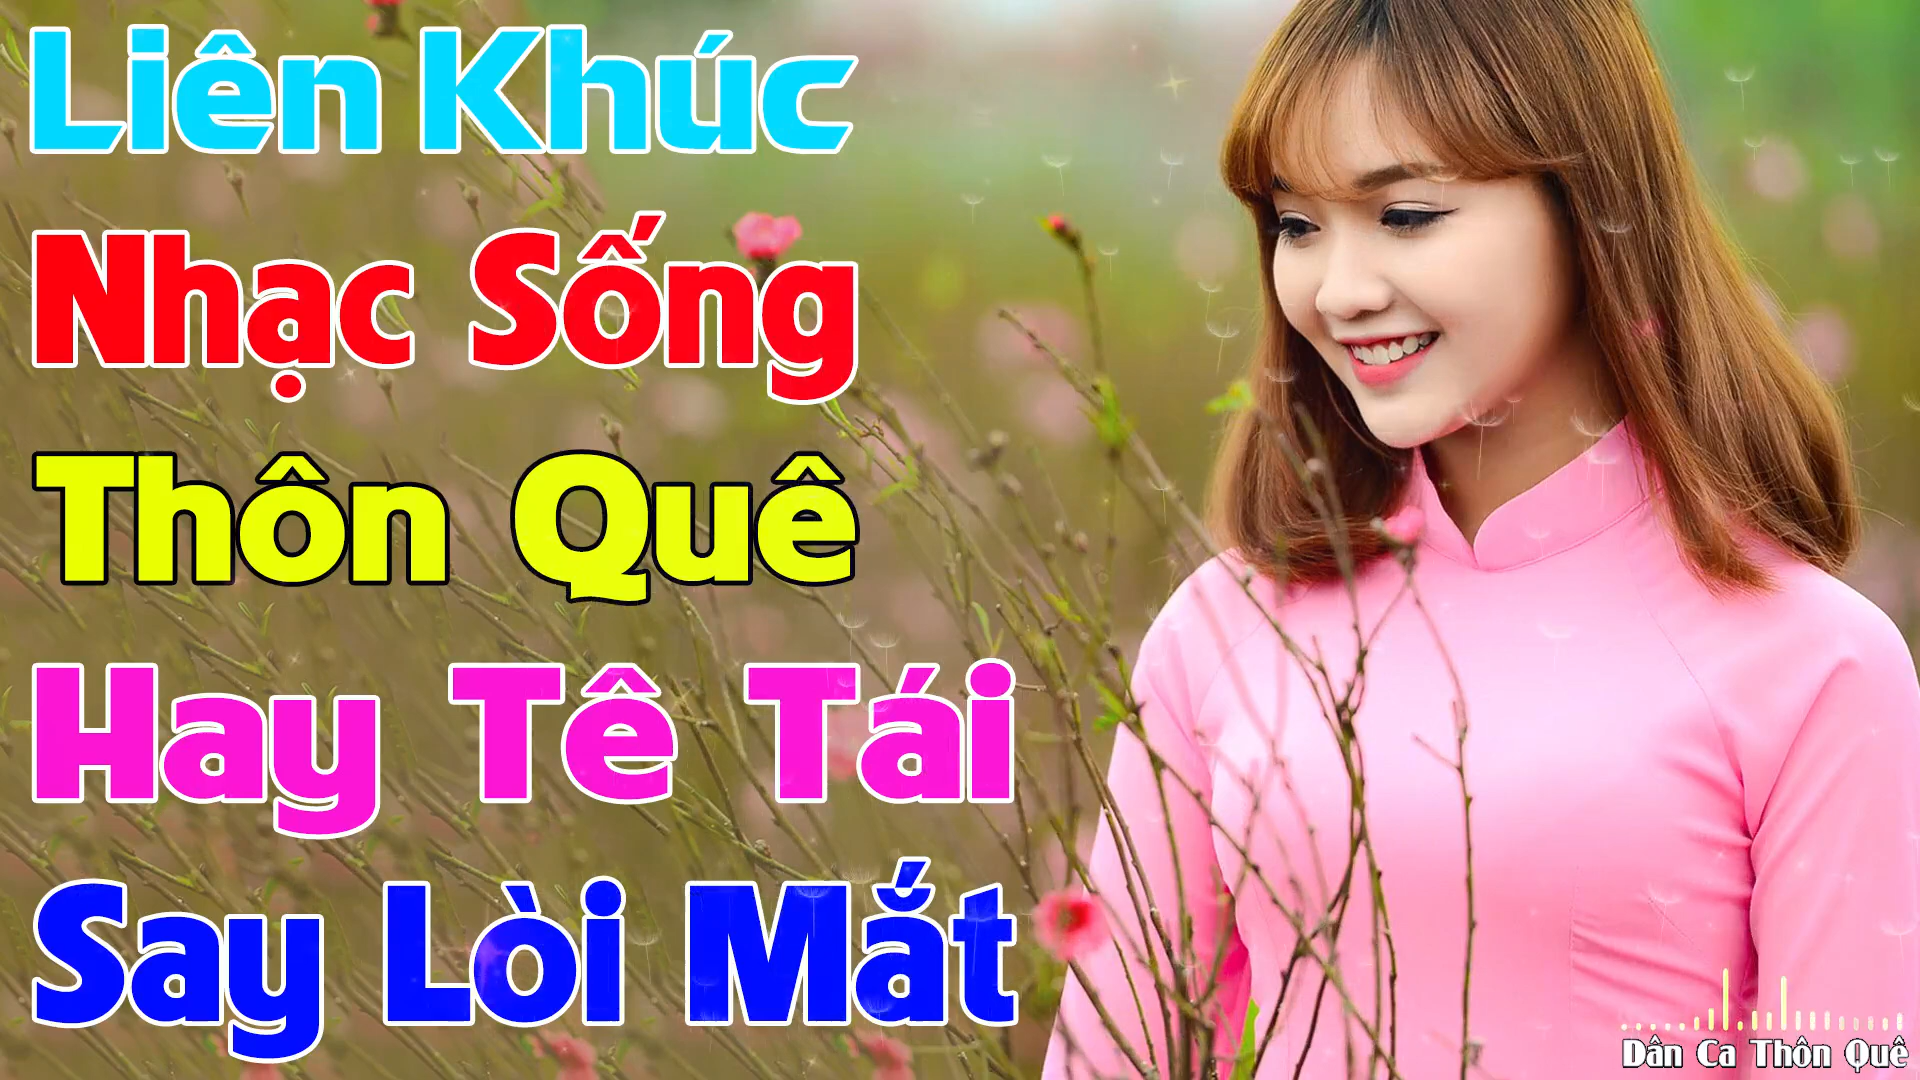 Liên Khúc
Nhạc Sống
Thôn Quê
Hay Tê Tái
Say Lòi Mắt
Dân Ca Thôn Quê